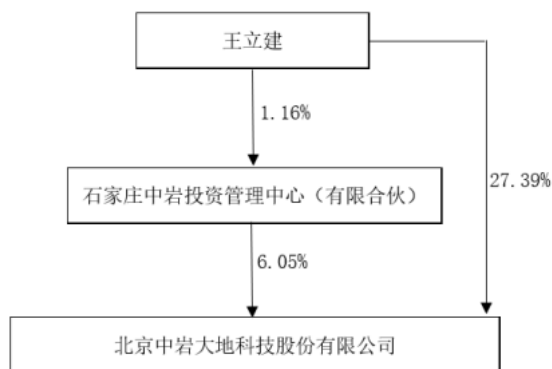 王立建
1.16%
石家庄中岩投资管理中心（有限合伙）
27.39%
6.05%
北京中岩大地科技股份有限公司